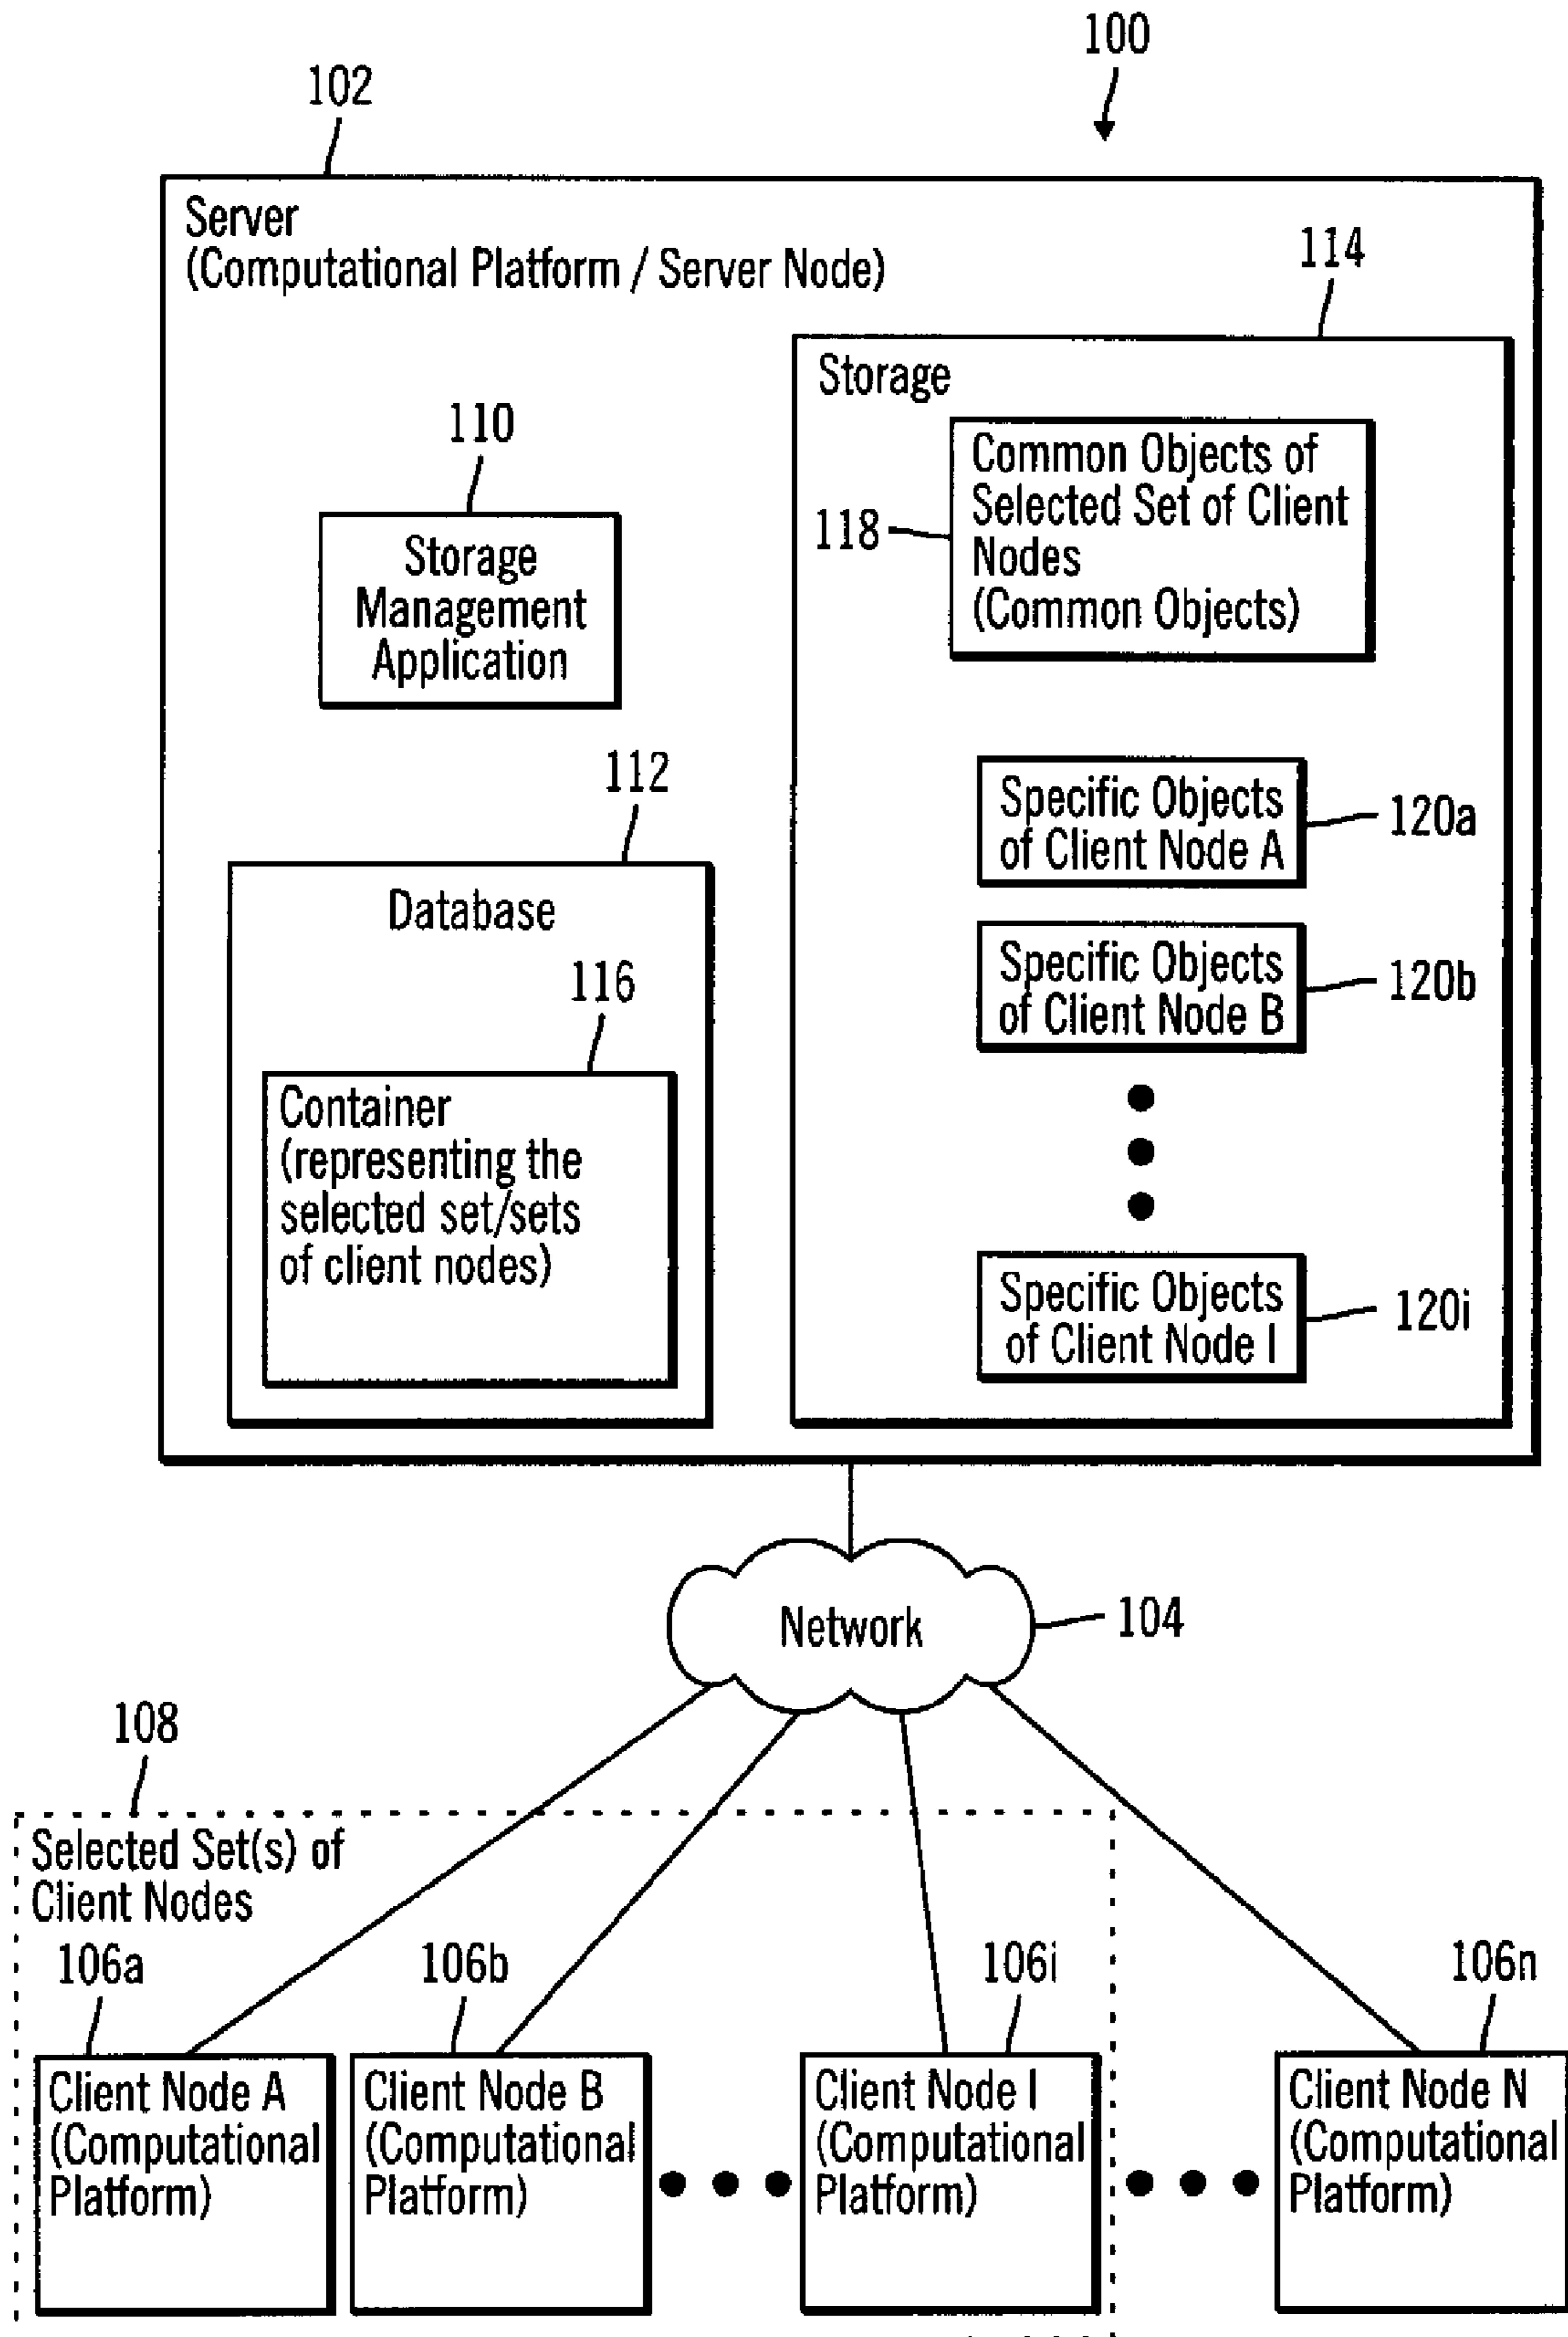 100
102
Server
(Computational Platform / Server Node)
114
Storage
110
Storage
Management
Application
118
Common Objects of
Selected Set of Client
Nodes
(Common Objects)
112
Database
116
Container
(representing the
selected set/sets
of client nodes)
Specific Objects
of Client Node A
120a
Specific Objects
of Client Node B
120b
Specific Objects
of Client Node I
120i
Network
104
108
Selected Set(s) of
Client Nodes
106a
106b
106i
106n
Client Node A
(Computational
Platform)
Client Node B
(Computational
Platform)
Client Node I
(Computational
Platform)
Client Node N
(Computational
Platform)